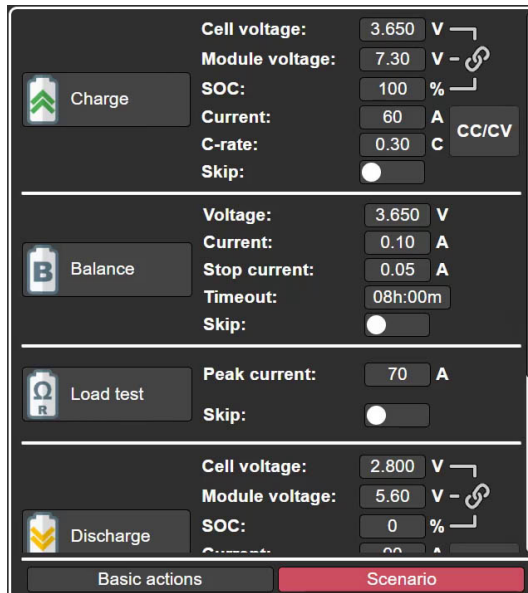 Cell voltage: 3.650 V
Module voltage: 7.30 V
Charge
SOC: 100 %
Current: 60 A
CC/CV
C-rate: 0.30 C
Skip:
Voltage: 3.650 V
Current: 0.10 A
B Balance
Stop current: 0.05 A
Timeout: 08h:00m
Skip:
Peak current: 70 A
Ω R Load test
Skip:
Cell voltage: 2.800 V
Module voltage: 5.60 V
SOC: 0 %
Discharge
Basic actions
Scenario